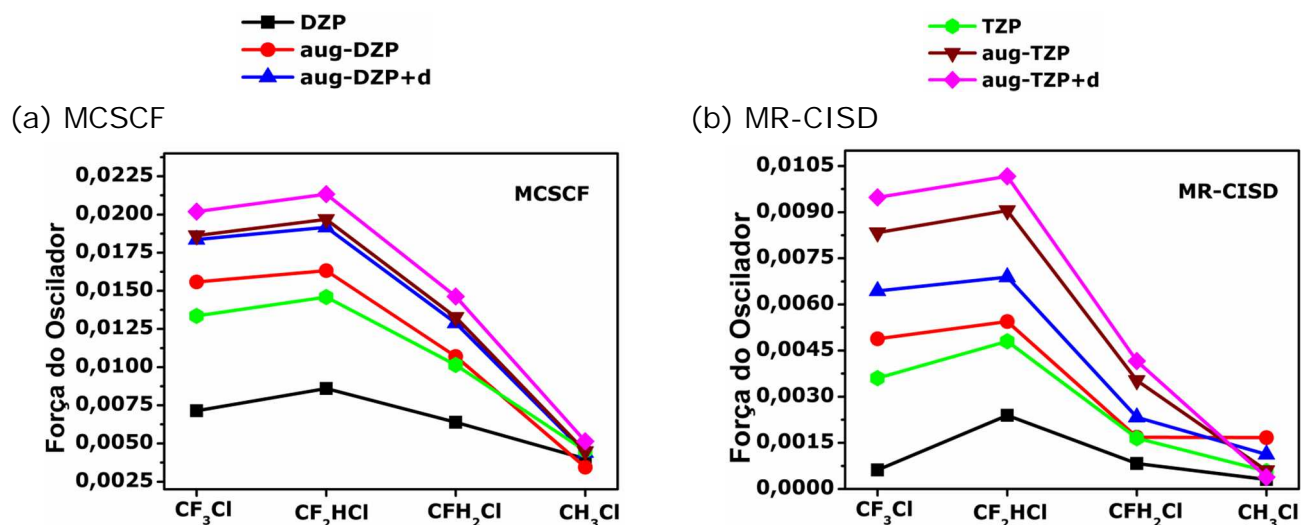 DZP
aug-DZP
aug-DZP+d
TZP
aug-TZP
aug-TZP+d
(a) MCSCF
(b) MR-CISD
Força do Oscilador
0,0225
0,0200
0,0175
0,0150
0,0125
0,0100
0,0075
0,0050
0,0025
MCSCF
CF₃Cl
CF₂HCl
CFH₂Cl
CH₃Cl
Força do Oscilador
0,0105
0,0090
0,0075
0,0060
0,0045
0,0030
0,0015
0,0000
MR-CISD
CF₃Cl
CF₂HCl
CFH₂Cl
CH₃Cl